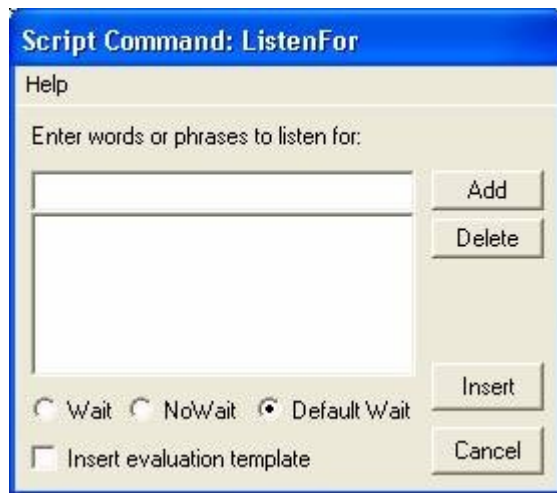 Script Command: ListenFor
Help
Enter words or phrases to listen for:
Add
Delete
Insert
Wait NoWait Default Wait
Insert evaluation template
Cancel